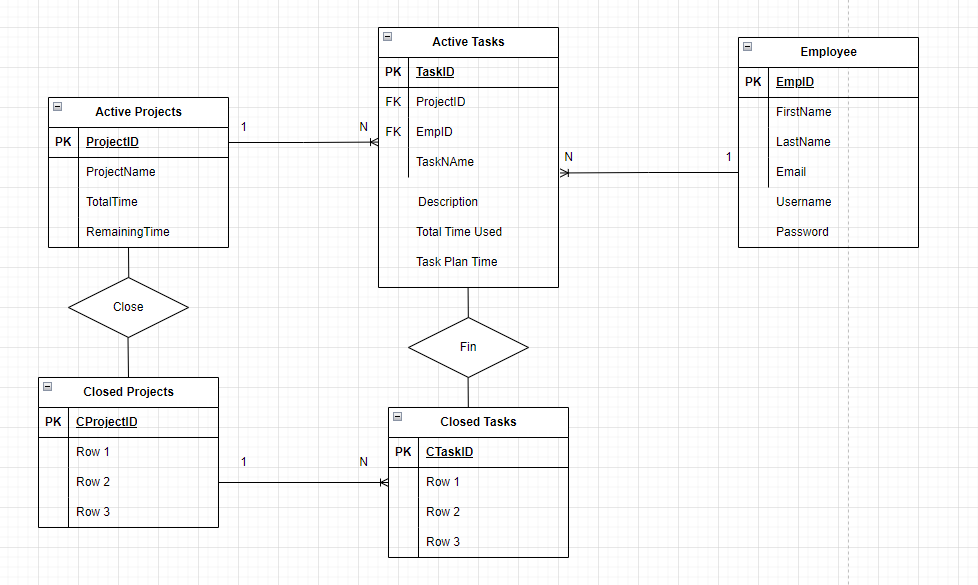 Active Projects
PK ProjectID
ProjectName
TotalTime
RemainingTime
1
N
Active Tasks
PK TaskID
FK ProjectID
FK EmpID
TaskNAme
Description
Total Time Used
Task Plan Time
N
1
Employee
PK EmpID
FirstName
LastName
Email
Username
Password
Close
Fin
Closed Projects
PK CProjectID
Row 1
Row 2
Row 3
1
N
Closed Tasks
PK CTaskID
Row 1
Row 2
Row 3